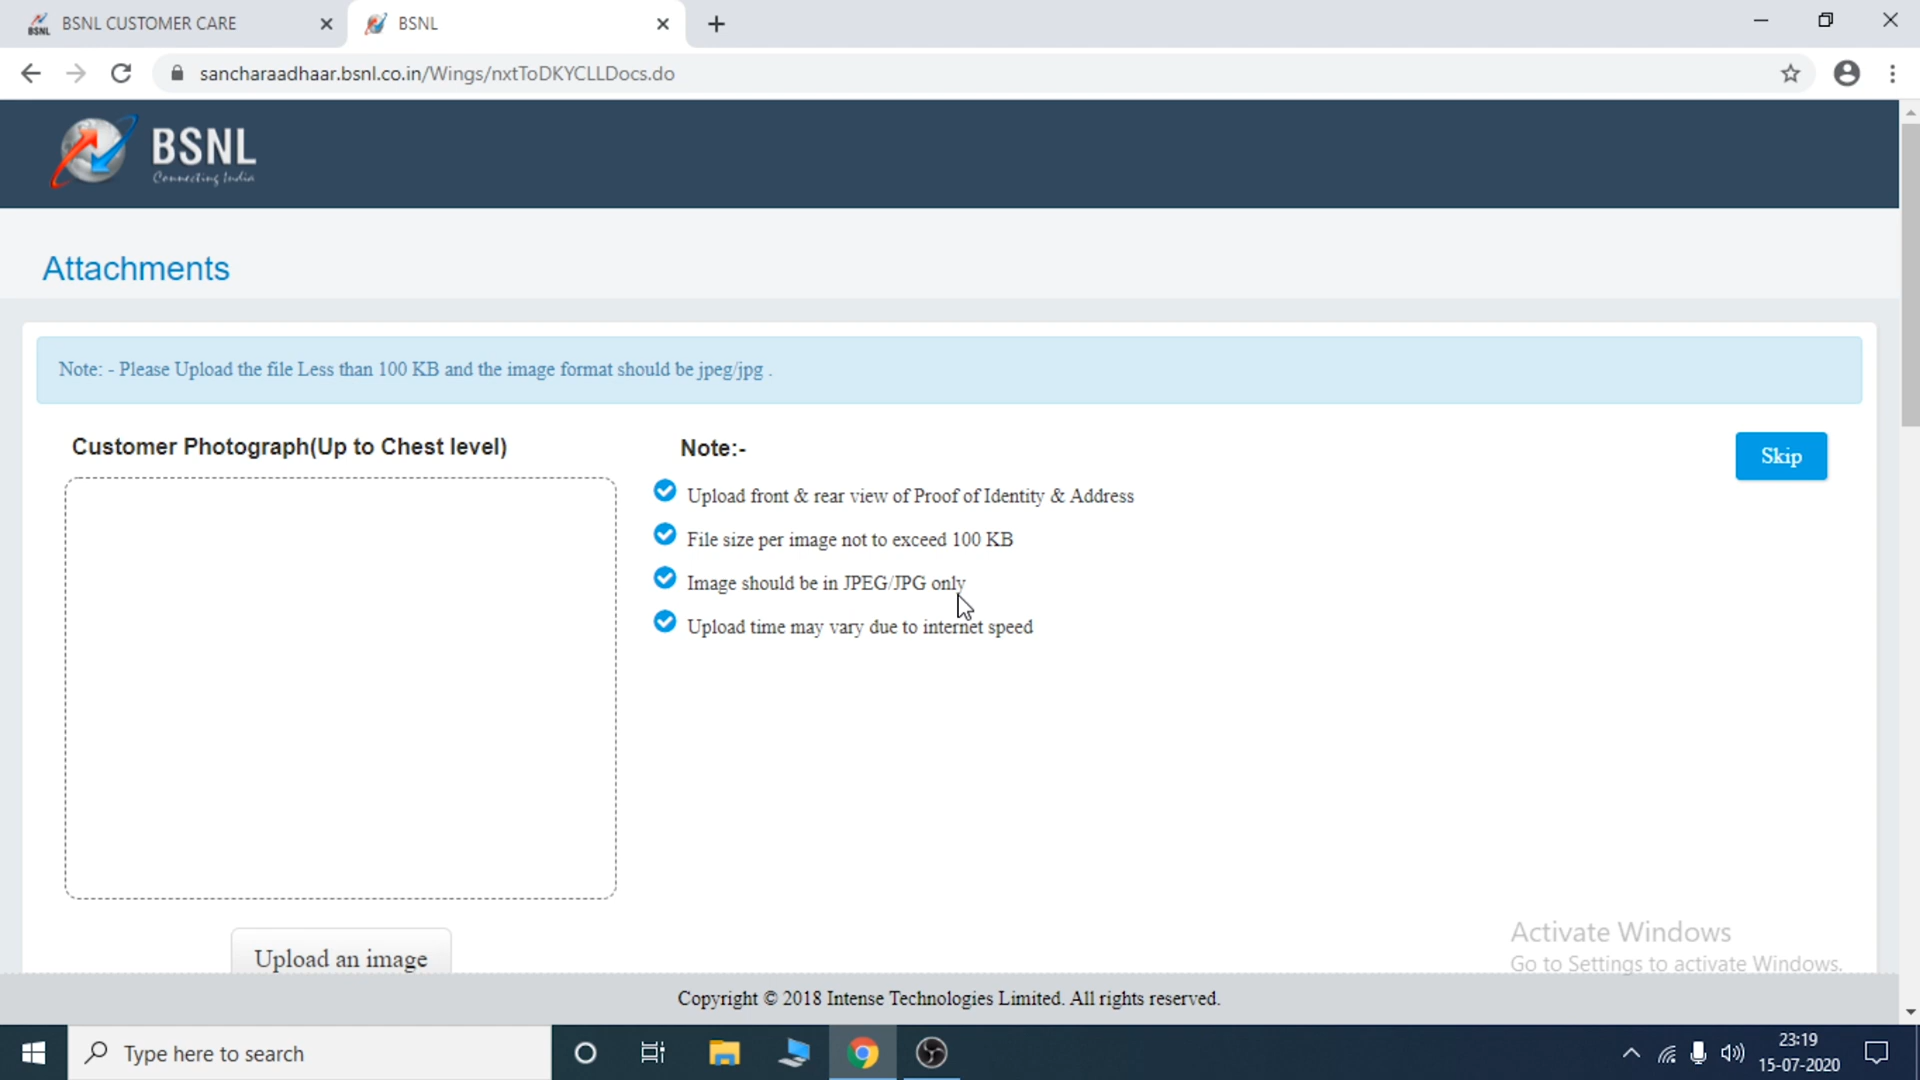 BSNL CUSTOMER CARE
BSNL
sancharaadhaar.bsnl.co.in/Wings/nxtToDKYCLLDocs.do
BSNL
Connecting India
Attachments
Note: - Please Upload the file Less than 100 KB and the image format should be jpeg/jpg .
Customer Photograph(Up to Chest level)
Note:-
Skip
Upload front & rear view of Proof of Identity & Address
File size per image not to exceed 100 KB
Image should be in JPEG/JPG only
Upload time may vary due to internet speed
Upload an image
Activate Windows
Go to Settings to activate Windows.
Copyright © 2018 Intense Technologies Limited. All rights reserved.
Type here to search
23:19
15-07-2020